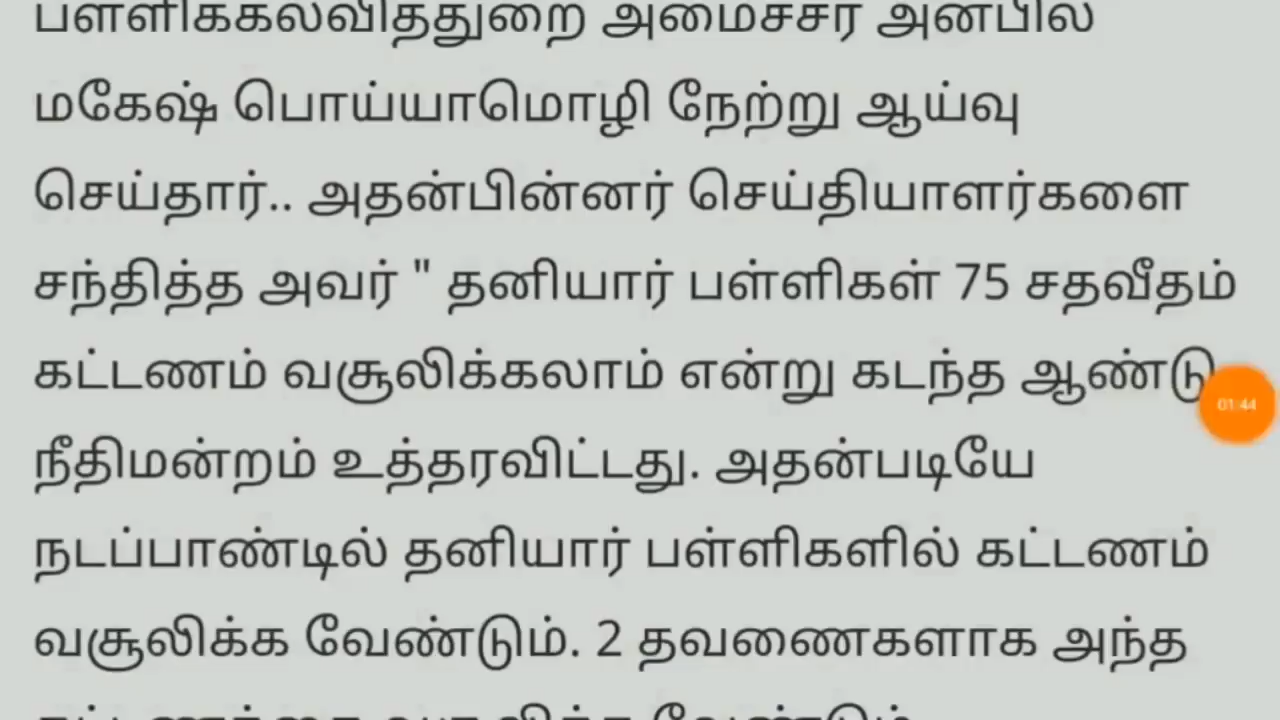 பள்ளிக்கல்வித்துறை அமைச்சர் அன்பில்
மகேஷ் பொய்யாமொழி நேற்று ஆய்வு
செய்தார்.. அதன்பின்னர் செய்தியாளர்களை
சந்தித்த அவர் " தனியார் பள்ளிகள் 75 சதவீதம்
கட்டணம் வசூலிக்கலாம் என்று கடந்த ஆண்டு
01:44
நீதிமன்றம் உத்தரவிட்டது. அதன்படியே
நடப்பாண்டில் தனியார் பள்ளிகளில் கட்டணம்
வசூலிக்க வேண்டும். 2 தவணைகளாக அந்த